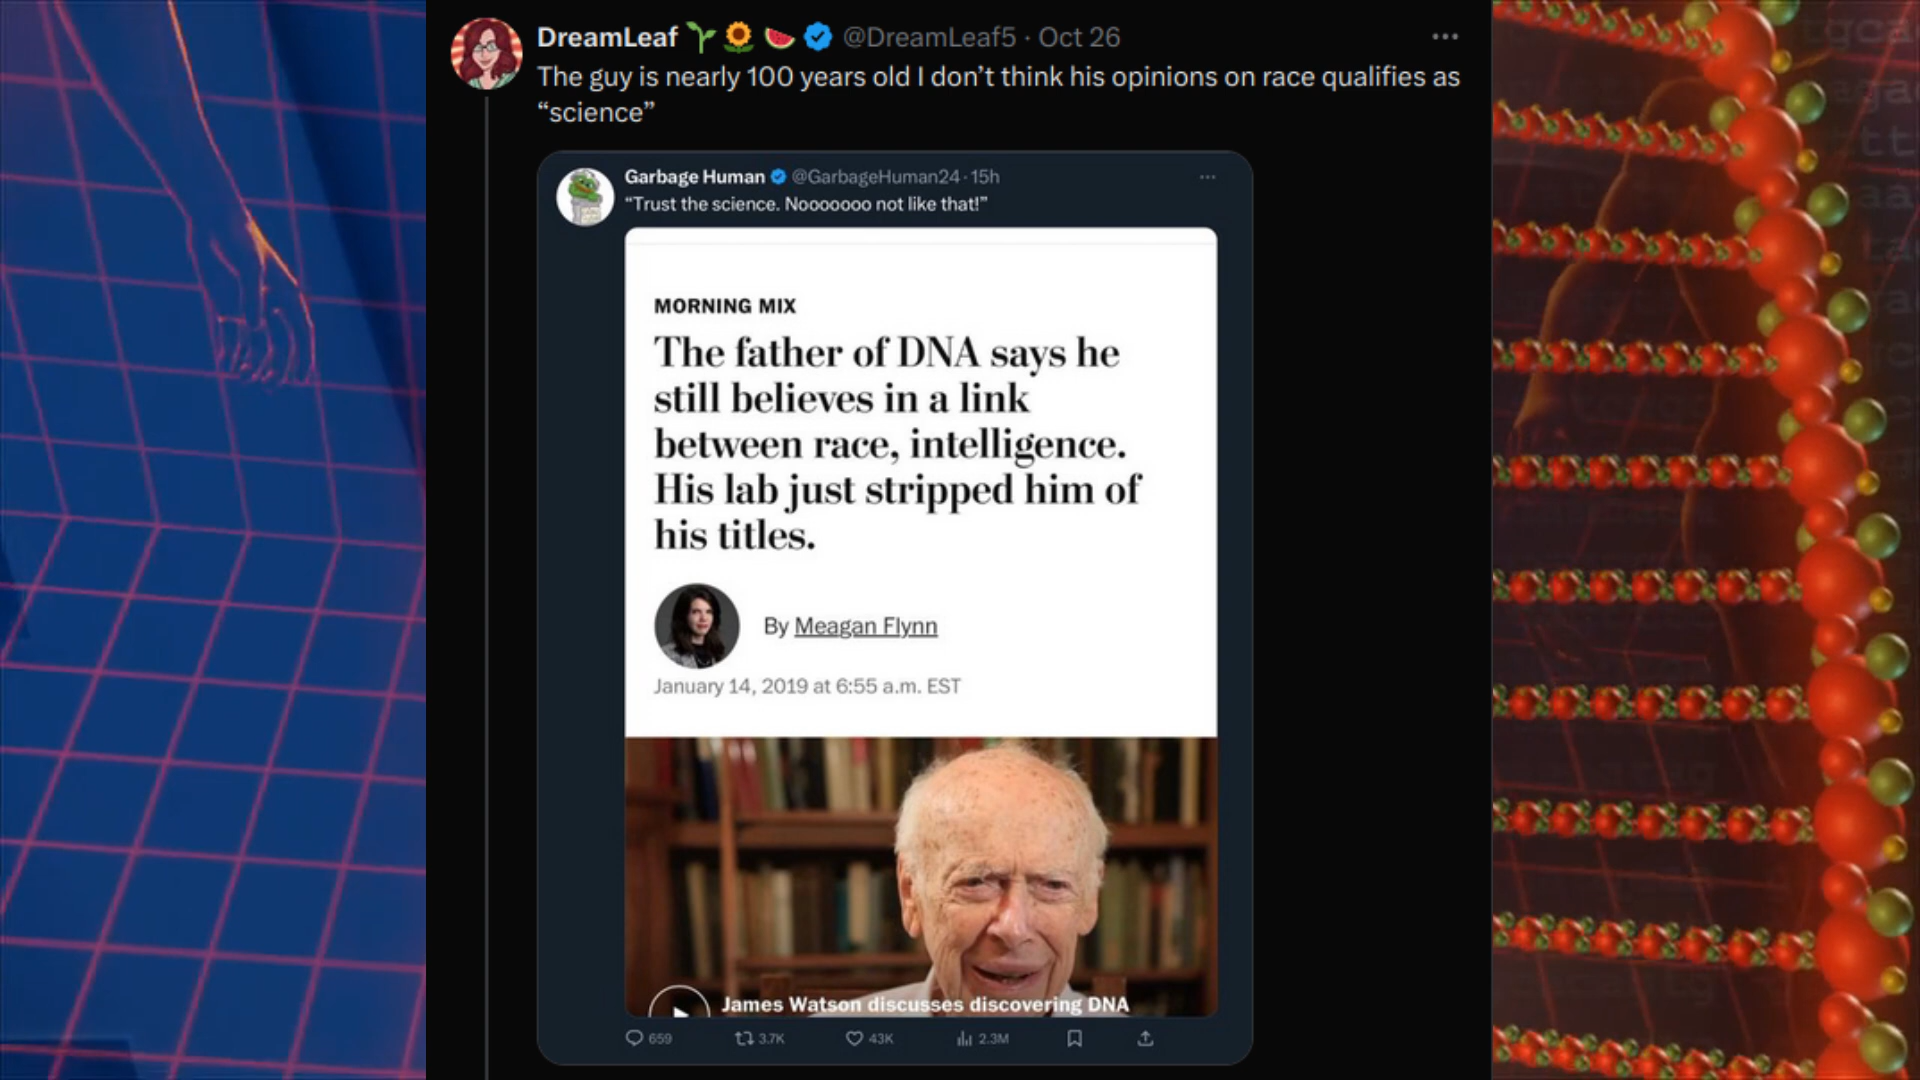 DreamLeaf @DreamLeaf5 · Oct 26
The guy is nearly 100 years old I don’t think his opinions on race qualifies as
“science”
Garbage Human @GarbageHuman24 · 15h
“Trust the science. Nooooooo not like that!”
MORNING MIX
The father of DNA says he
still believes in a link
between race, intelligence.
His lab just stripped him of
his titles.
By Meagan Flynn
January 14, 2019 at 6:55 a.m. EST
James Watson discusses discovering DNA
659 3.7K 43K 2.3M